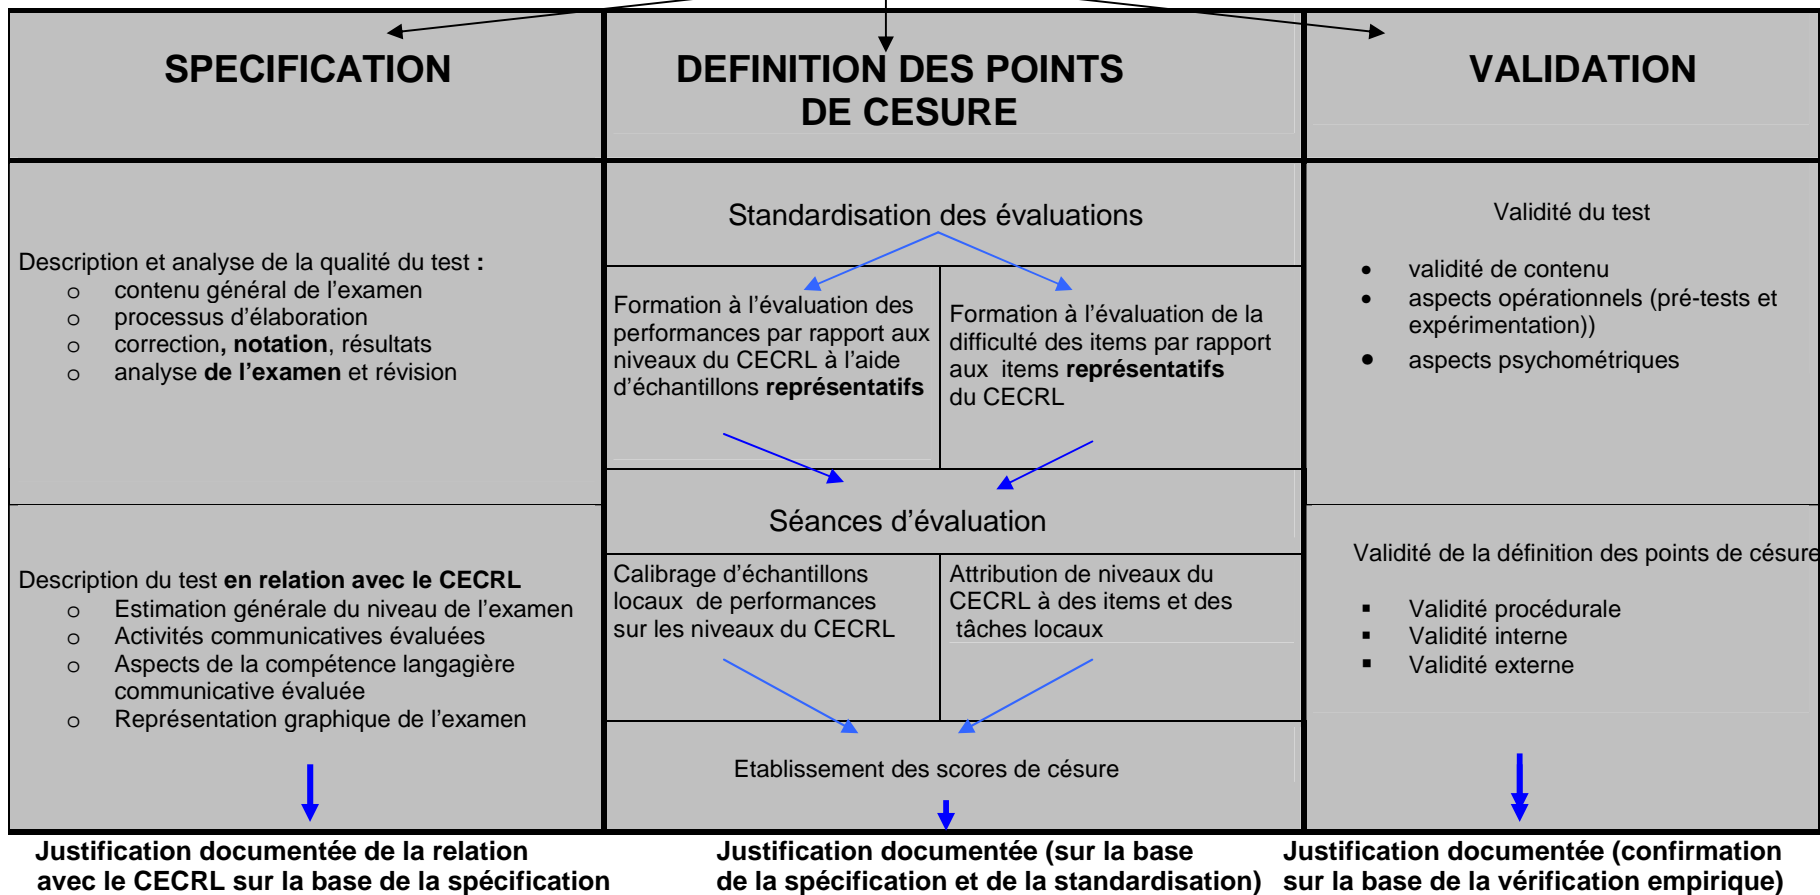 SPECIFICATION
Description et analyse de la qualité du test :
o contenu général de l'examen
o processus d'élaboration
o correction, notation, résultats
o analyse de l'examen et révision
Description du test en relation avec le CECRL
o Estimation générale du niveau de l'examen
o Activités communicatives évaluées
o Aspects de la compétence langagière
communicative évaluée
o Représentation graphique de l'examen
Justification documentée de la relation
avec le CECRL sur la base de la spécification
DEFINITION DES POINTS
DE CESURE
Standardisation des évaluations
Formation à l'évaluation des
performances par rapport aux
niveaux du CECRL à l'aide
d'échantillons représentatifs
Formation à l'évaluation de la
difficulté des items par rapport
aux items représentatifs
du CECRL
Séances d'évaluation
Calibrage d'échantillons
locaux de performances
sur les niveaux du CECRL
Attribution de niveaux du
CECRL à des items et des
tâches locaux
Etablissement des scores de césure
Justification documentée (sur la base
de la spécification et de la standardisation)
VALIDATION
Validité du test
• validité de contenu
• aspects opérationnels (pré-tests et
expérimentation))
• aspects psychométriques
Validité de la définition des points de césure
▪ Validité procédurale
▪ Validité interne
▪ Validité externe
Justification documentée (confirmation
sur la base de la vérification empirique)